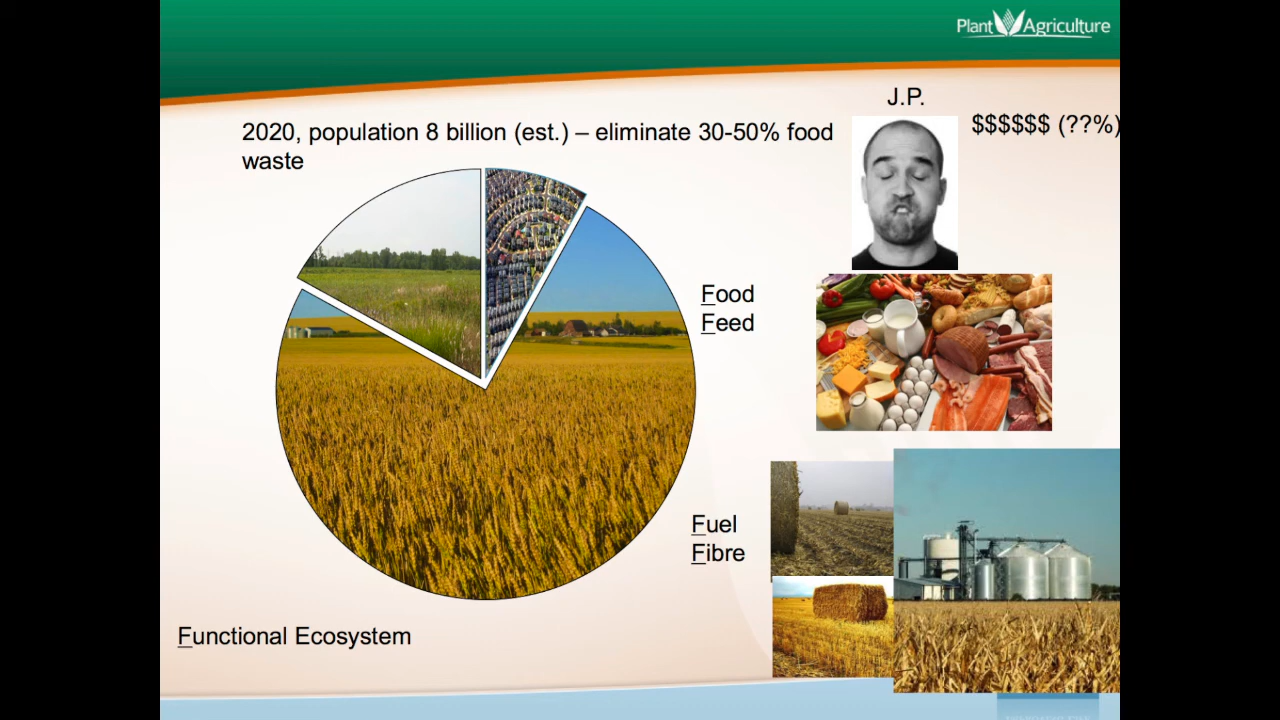 Plant Agriculture
J.P.
$$$$$$ (??%)
2020, population 8 billion (est.) – eliminate 30-50% food
waste
Food
Feed
Fuel
Fibre
Functional Ecosystem